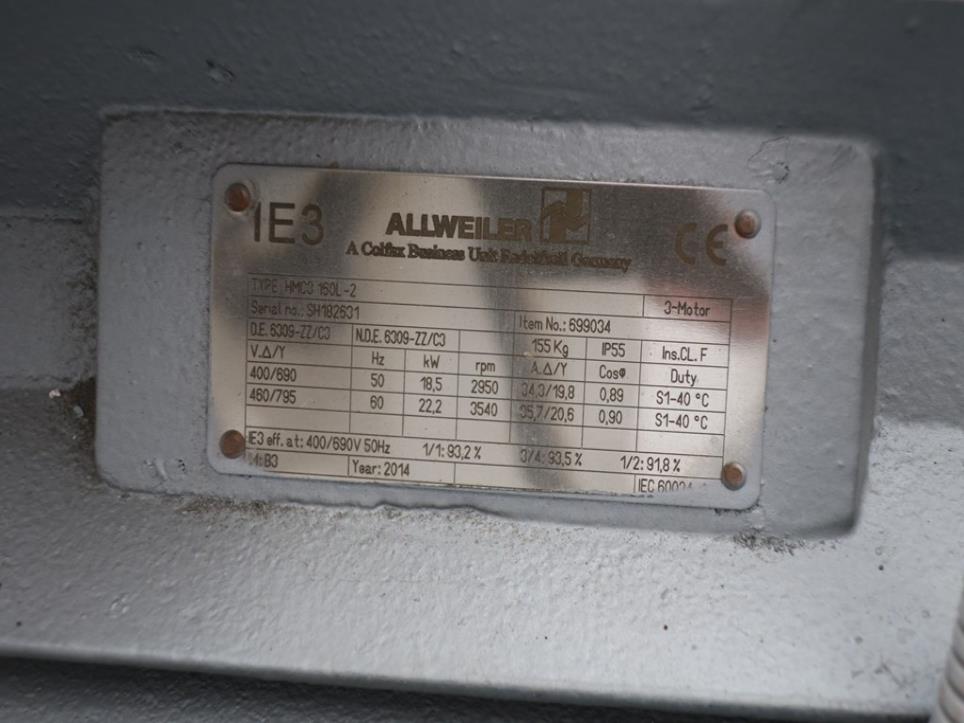 IE3 ALLWEILER CE
A Colfax Business Unit Radolfzell Germany
TYPE HMC3 160L-2 3-Motor
Serial no.: SH182631 Item No.: 699034
D.E. 6309-ZZ/C3 N.D.E. 6309-ZZ/C3 155 Kg IP55 Ins.CL. F
V.Δ/Y Hz kW rpm A.Δ/Y Cosφ Duty
400/690 50 18,5 2950 34,3/19,8 0,89 S1-40 °C
460/795 60 22,2 3540 35,7/20,6 0,90 S1-40 °C
IE3 eff. at: 400/690V 50Hz 1/1: 93,2 % 3/4: 93,5 % 1/2: 91,8 %
M: B3 Year: 2014 IEC 60034